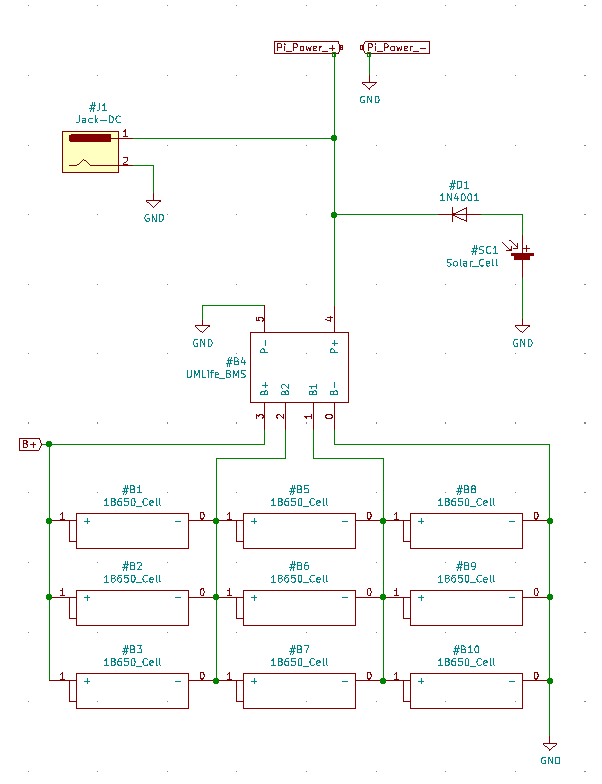 Pi_Power_+ Pi_Power_-
GND
#J1
Jack-DC
1
2
GND
#D1
1N4001
#SC1
Solar_Cell
+
GND
GND
5 4
P- P+
#B4
UMLife_BMS
B+ B2 B1 B-
3 2 1 0
B+
#B1 #B5 #B8
18650_Cell 18650_Cell 18650_Cell
1 + - 0 1 + - 0 1 + - 0
#B2 #B6 #B9
18650_Cell 18650_Cell 18650_Cell
1 + - 0 1 + - 0 1 + - 0
#B3 #B7 #B10
18650_Cell 18650_Cell 18650_Cell
1 + - 0 1 + - 0 1 + - 0
GND